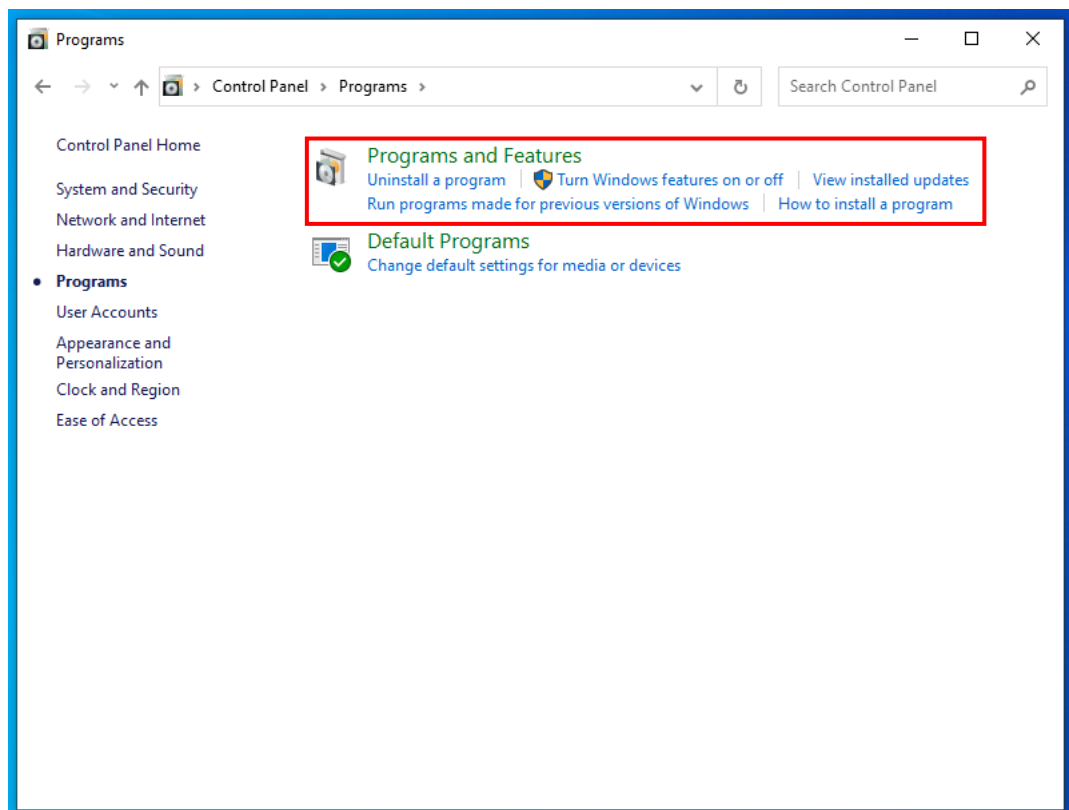 Programs
Control Panel > Programs >
Search Control Panel
Control Panel Home
System and Security
Network and Internet
Hardware and Sound
Programs
User Accounts
Appearance and
Personalization
Clock and Region
Ease of Access
Programs and Features
Uninstall a program | Turn Windows features on or off | View installed updates
Run programs made for previous versions of Windows | How to install a program
Default Programs
Change default settings for media or devices